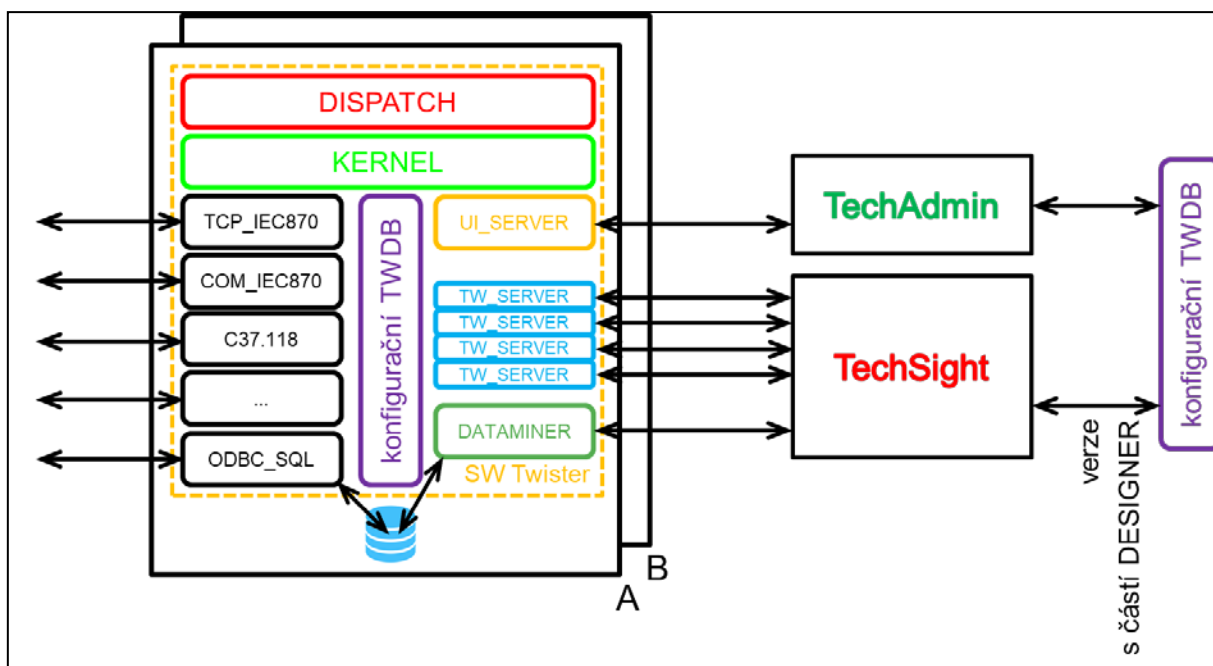 DISPATCH
KERNEL
TCP_IEC870
COM_IEC870
C37.118
...
ODBC_SQL
konfigurační TWDB
UI_SERVER
TW_SERVER
TW_SERVER
TW_SERVER
TW_SERVER
DATAMINER
SW Twister
A
B
TechAdmin
TechSight
verze
s částí DESIGNER
konfigurační TWDB